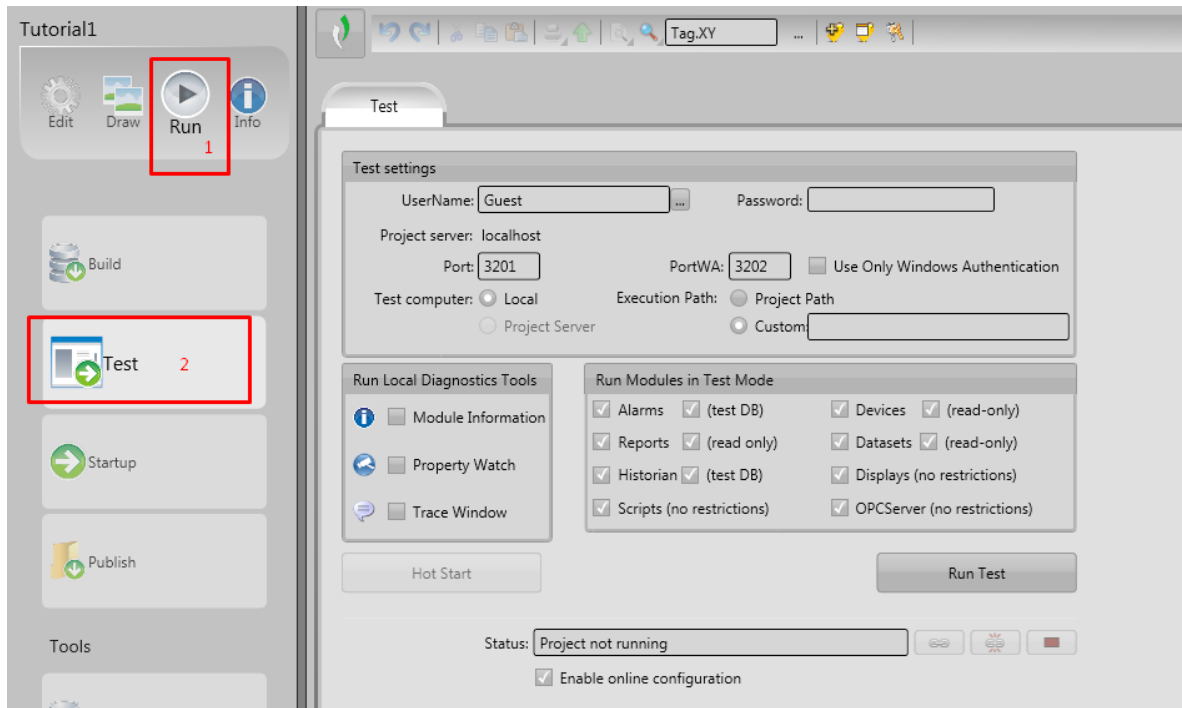 Tutorial1
Edit Draw Run Info
1
Build
Test 2
Startup
Publish
Tools
Tag.XY ...
Test
Test settings
UserName: Guest ... Password:
Project server: localhost
Port: 3201 PortWA: 3202 Use Only Windows Authentication
Test computer: Local Execution Path: Project Path
Project Server Custom:
Run Local Diagnostics Tools
Module Information
Property Watch
Trace Window
Run Modules in Test Mode
Alarms (test DB) Devices (read-only)
Reports (read only) Datasets (read-only)
Historian (test DB) Displays (no restrictions)
Scripts (no restrictions) OPCServer (no restrictions)
Hot Start Run Test
Status: Project not running
Enable online configuration